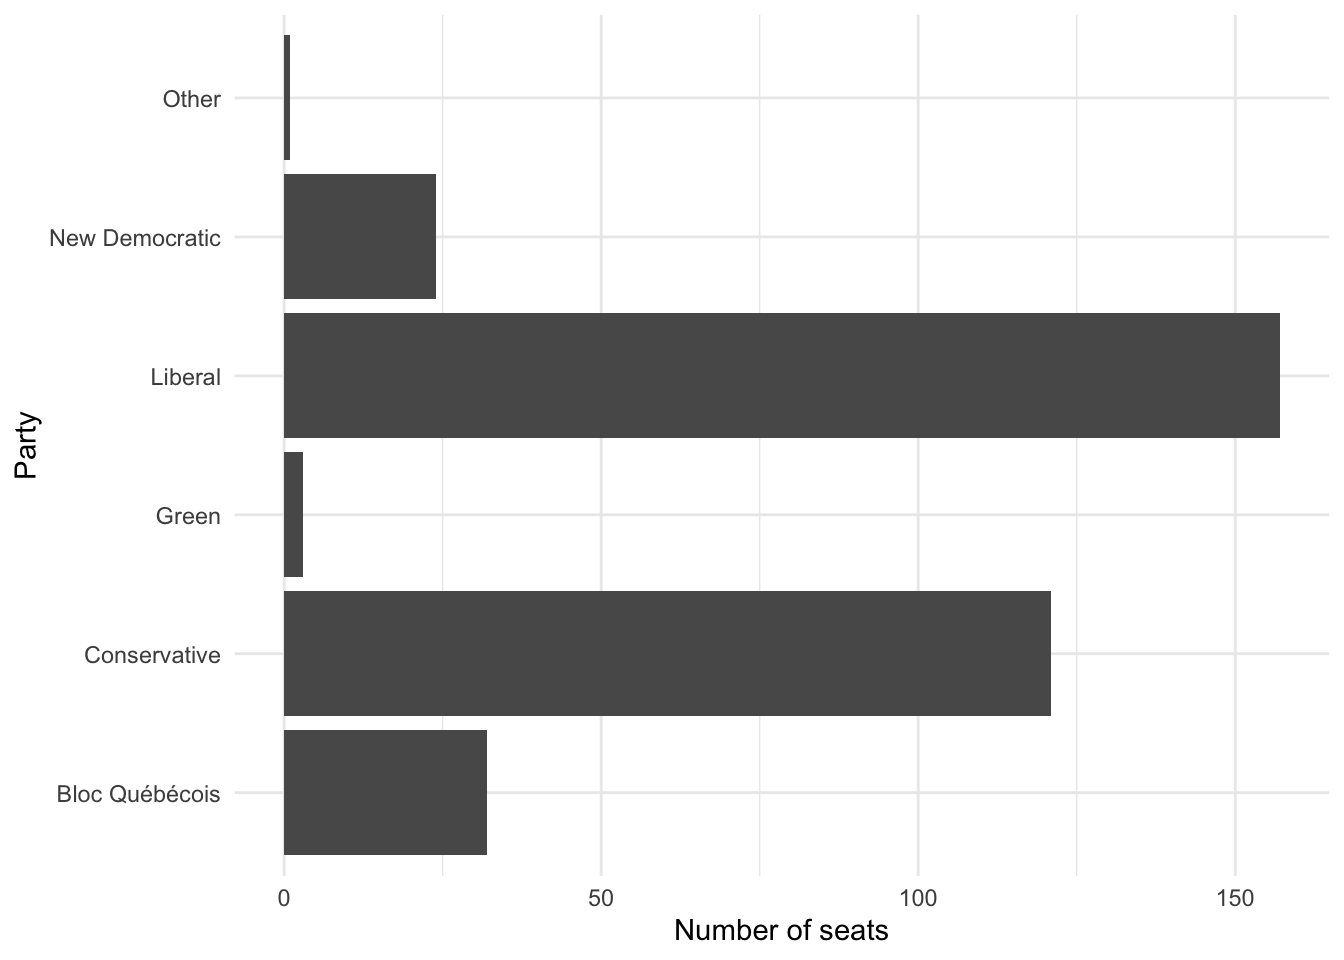 Other
New Democratic
Liberal
Green
Conservative
Bloc Québécois
Party
0 50 100 150
Number of seats